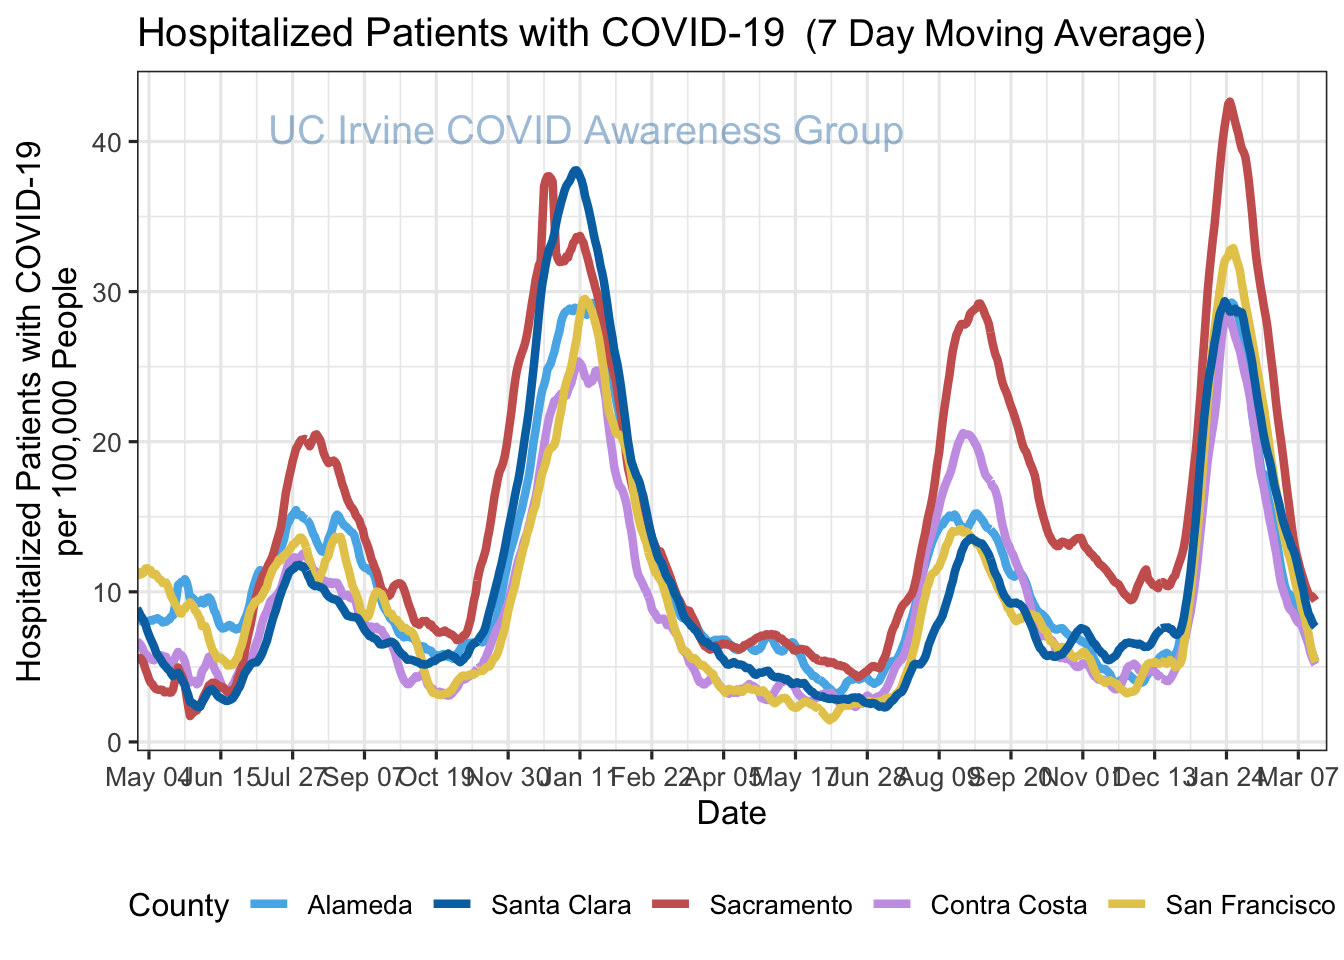 Hospitalized Patients with COVID-19  (7 Day Moving Average)
UC Irvine COVID Awareness Group
Hospitalized Patients with COVID-19
per 100,000 People
40
30
20
10
0
May 04 Jun 15 Jul 27 Sep 07 Oct 19 Nov 30 Jan 11 Feb 22 Apr 05 May 17 Jun 28 Aug 09 Sep 20 Nov 01 Dec 13 Jan 24 Mar 07
Date
County Alameda Santa Clara Sacramento Contra Costa San Francisco